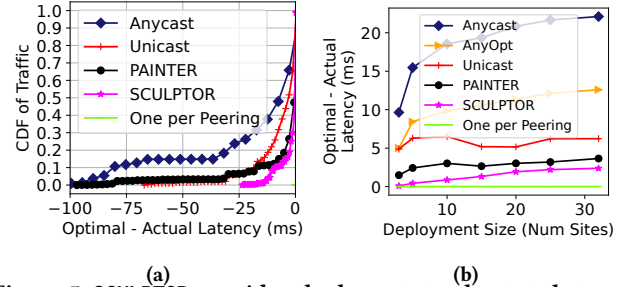 1.0
0.9
0.8
0.7
0.6
0.5
0.4
0.3
0.2
0.1
0.0
CDF of Traffic
Anycast
Unicast
PAINTER
SCULPTOR
One per Peering
−100 −75 −50 −25 0
Optimal - Actual Latency (ms)
(a)
20
15
10
5
0
Optimal - Actual
Latency (ms)
Anycast
AnyOpt
Unicast
PAINTER
SCULPTOR
One per Peering
10 20 30
Deployment Size (Num Sites)
(b)